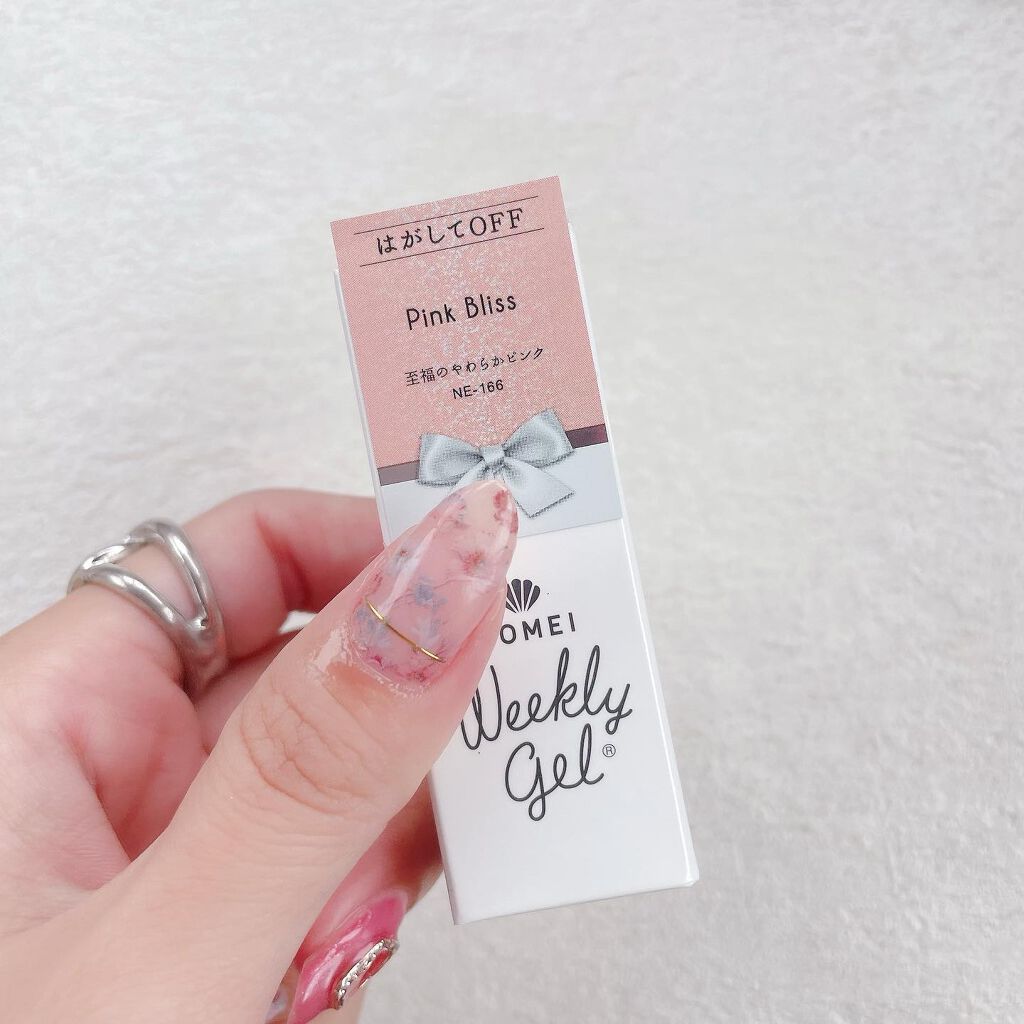 はがしてOFF
Pink Bliss
至福のやわらかピンク
NE-166
OMEI
Weekly
Gel®